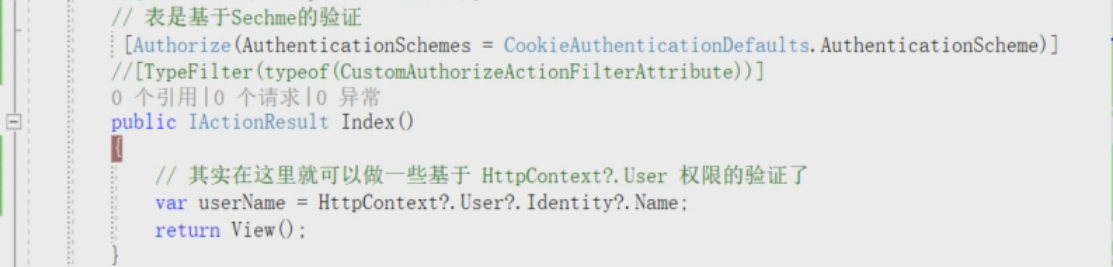 // 表是基于Sechme的验证
[Authorize(AuthenticationSchemes = CookieAuthenticationDefaults.AuthenticationScheme)]
//[TypeFilter(typeof(CustomAuthorizeActionFilterAttribute))]
0 个引用|0 个请求|0 异常
public IActionResult Index()
{
// 其实在这里就可以做一些基于 HttpContext?.User 权限的验证了
var userName = HttpContext?.User?.Identity?.Name;
return View();
}